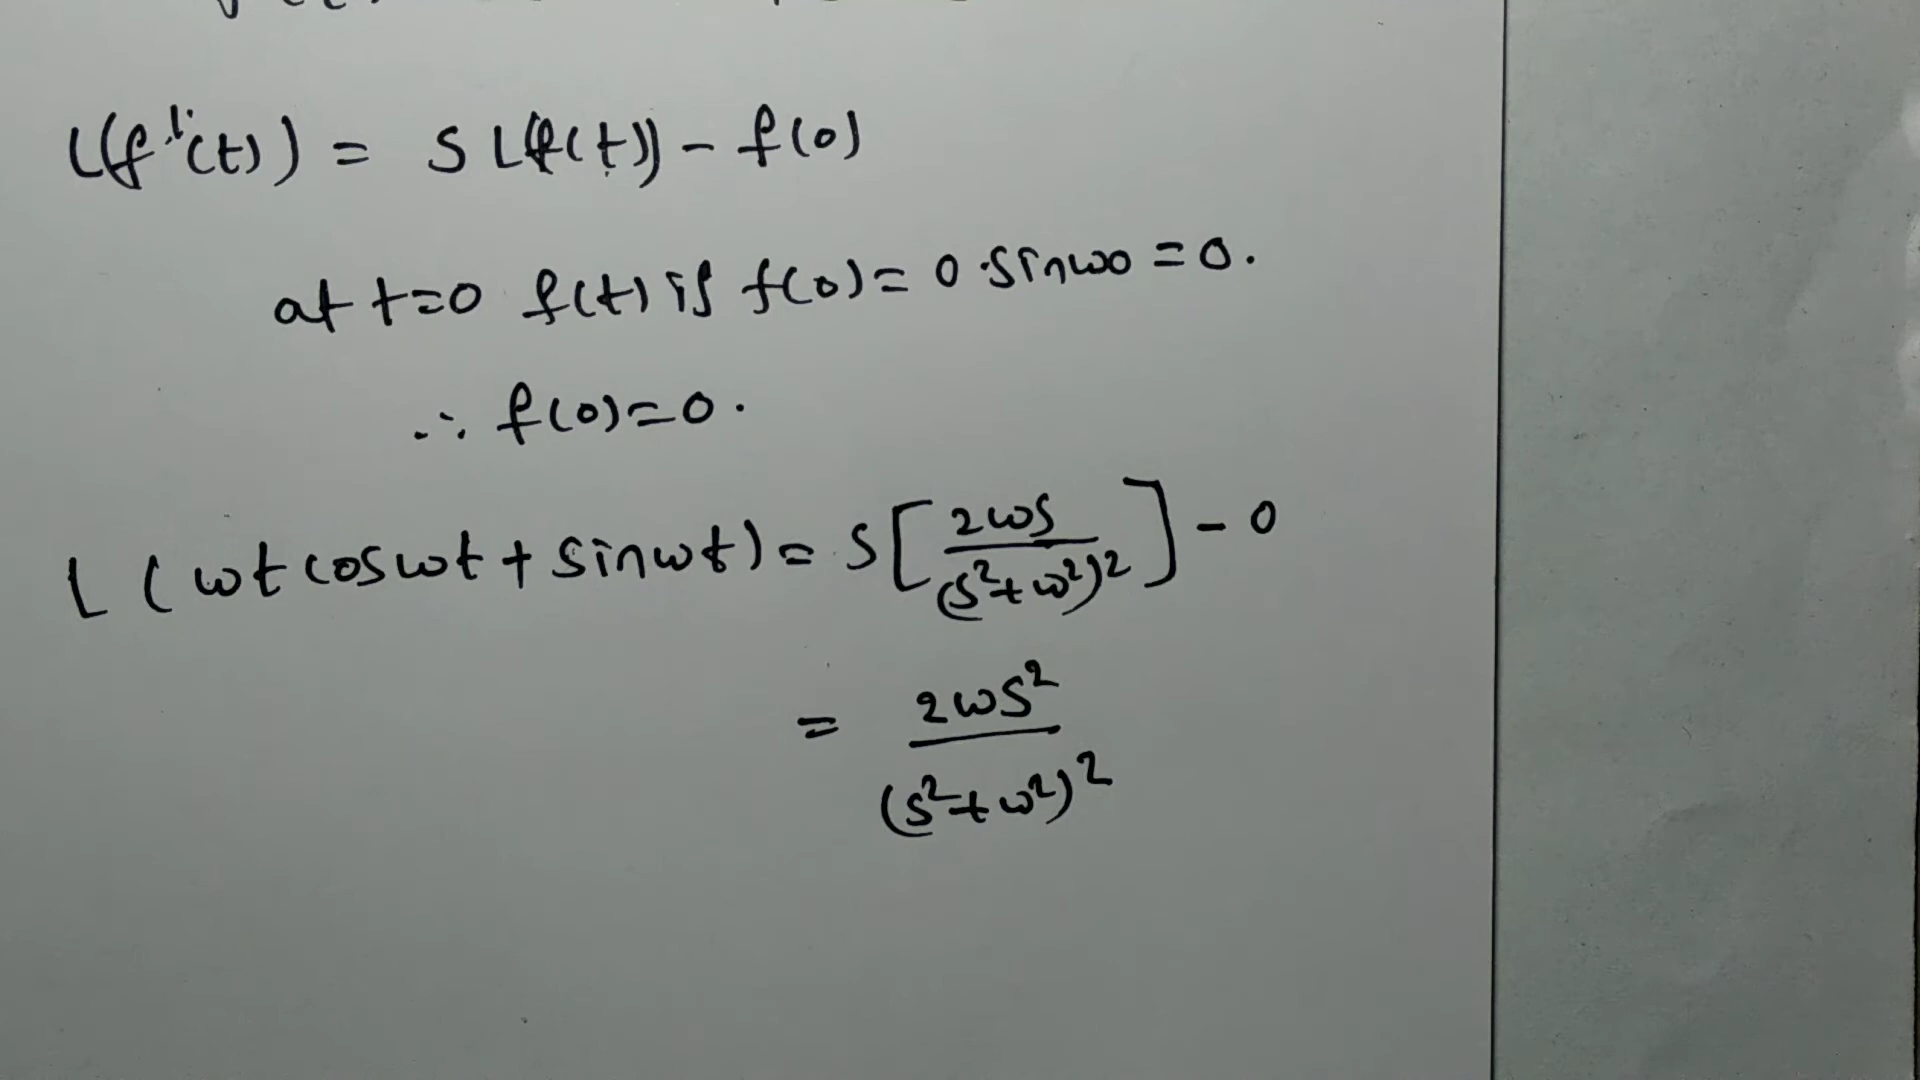 L(f'(t)) = S L(f(t)) - f(0)
at t=0 f(t) is f(0) = 0·sinω0 = 0.
∴ f(0)=0.
L(ωt cosωt + sinωt) = S[2ωS/(S²+ω²)²] - 0
= 2ωS²/(S²+ω²)²